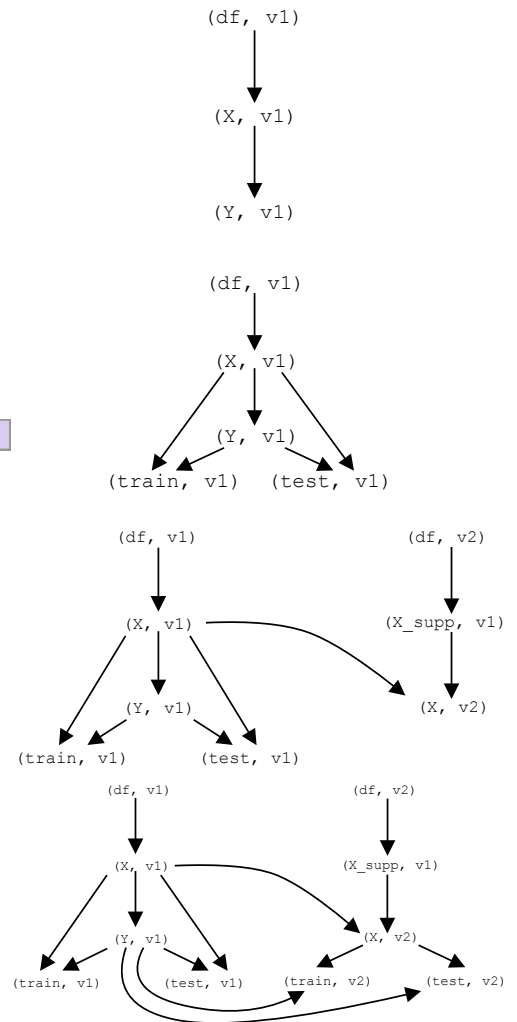 (df, v1)
(X, v1)
(Y, v1)
(df, v1)
(X, v1)
(Y, v1)
(train, v1) (test, v1)
(df, v1) (df, v2)
(X, v1) (X_supp, v1)
(Y, v1) (X, v2)
(train, v1) (test, v1)
(df, v1) (df, v2)
(X, v1) (X_supp, v1)
(Y, v1) (X, v2)
(train, v1) (test, v1) (train, v2) (test, v2)